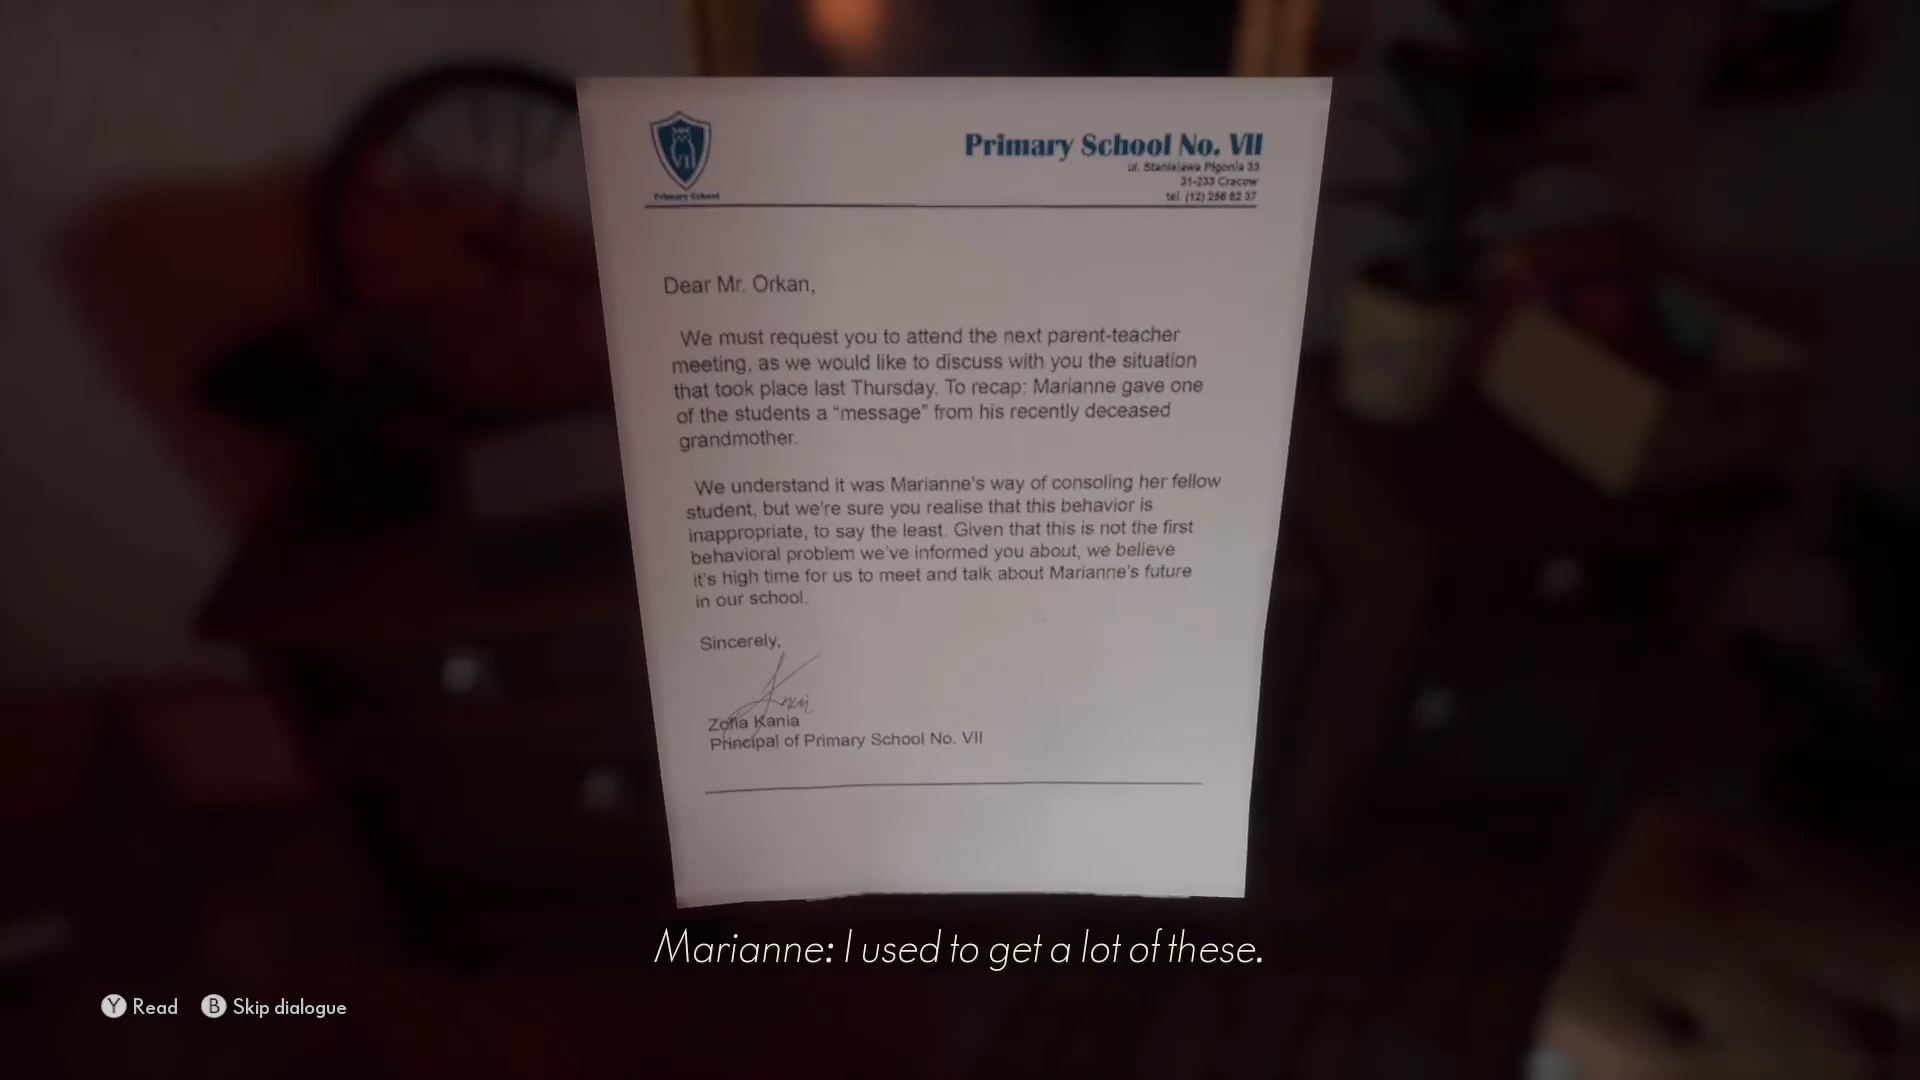 VII
Primary School
Primary School No. VII
ul. Stanislawa Pigonia 33
31-233 Cracow
tel. (12) 256 62 37
Dear Mr. Orkan,
We must request you to attend the next parent-teacher
meeting, as we would like to discuss with you the situation
that took place last Thursday. To recap: Marianne gave one
of the students a “message” from his recently deceased
grandmother.
We understand it was Marianne's way of consoling her fellow
student, but we're sure you realise that this behavior is
inappropriate, to say the least. Given that this is not the first
behavioral problem we've informed you about, we believe
it's high time for us to meet and talk about Marianne's future
in our school.
Sincerely,
Zofia Kania
Principal of Primary School No. VII
Marianne: I used to get a lot of these.
Y Read B Skip dialogue